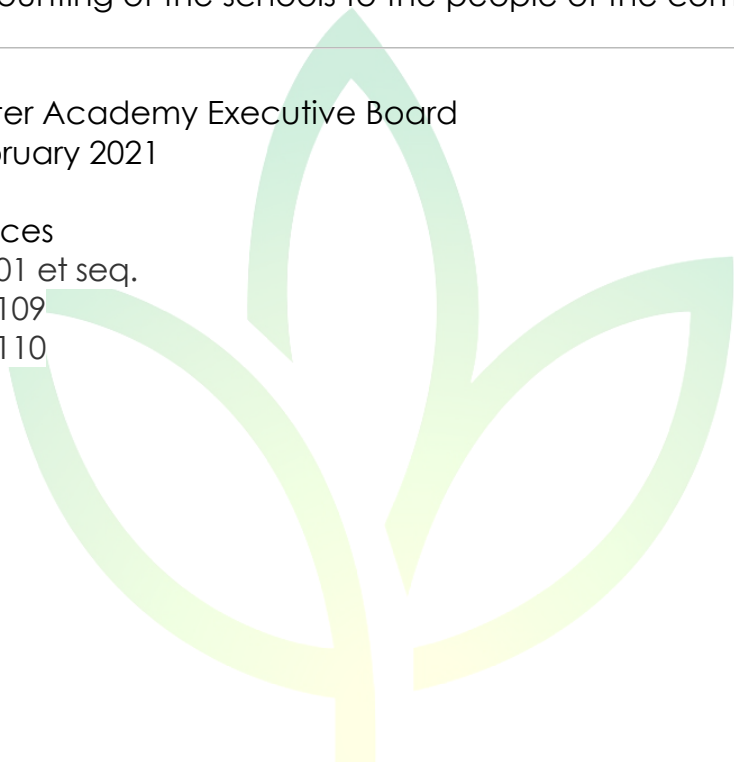 ounting of the schools to the people of the com
ter Academy Executive Board
bruary 2021
ces
01 et seq.
109
110